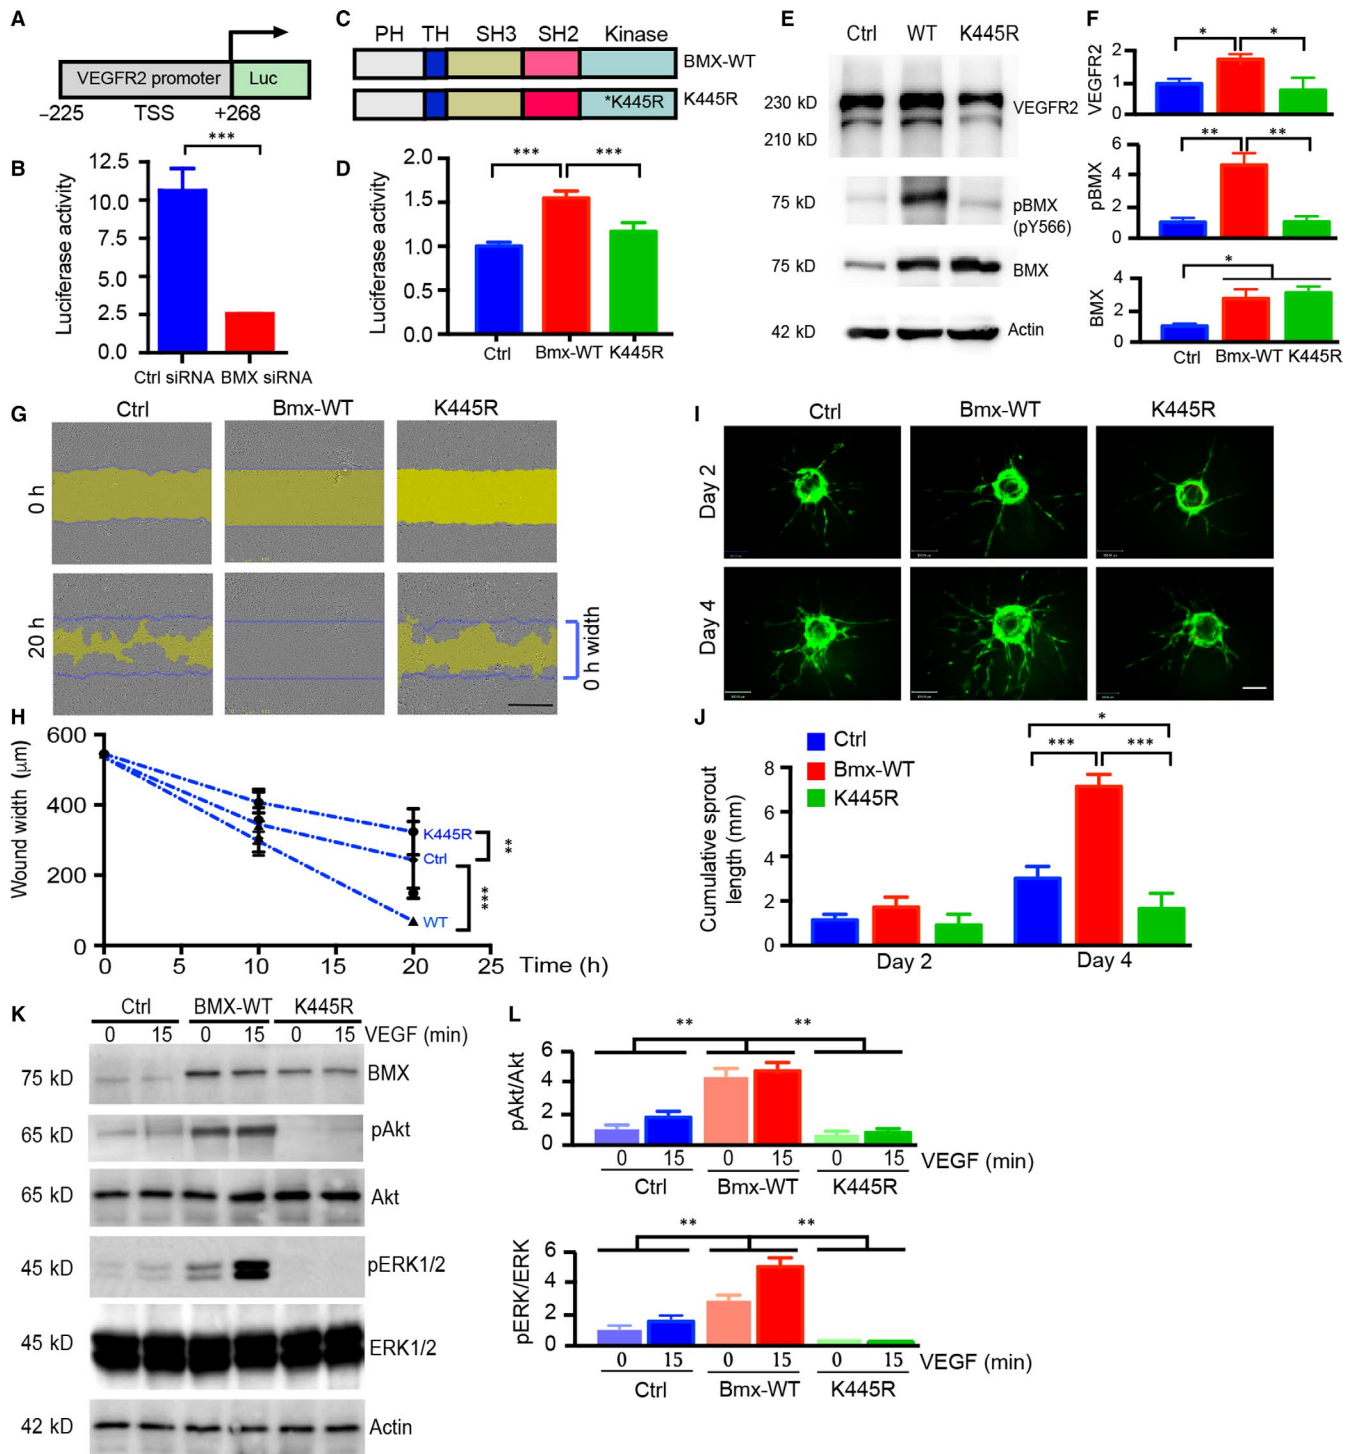 A
VEGFR2 promoter Luc
−225 TSS +268
B
Luciferase activity
12.5
10.0
7.5
5.0
2.5
0.0
***
Ctrl siRNA BMX siRNA
C
PH TH SH3 SH2 Kinase
BMX-WT
*K445R K445R
D
Luciferase activity
2.0
1.5
1.0
0.5
0.0
*** ***
Ctrl Bmx-WT K445R
E
Ctrl WT K445R
230 kD VEGFR2
210 kD
75 kD pBMX
(pY566)
75 kD BMX
42 kD Actin
F
VEGFR2
2
1
0
* *
pBMX
6
4
2
0
** **
BMX
4
2
0
*
Ctrl Bmx-WT K445R
G
Ctrl Bmx-WT K445R
0 h
20 h
0 h width
H
Wound width (μm)
600
400
200
0
K445R
Ctrl
WT
**
***
0 5 10 15 20 25 Time (h)
I
Ctrl Bmx-WT K445R
Day 2
Day 4
J
Ctrl
Bmx-WT
K445R
Cumulative sprout
length (mm)
8
6
4
2
0
*
*** ***
Day 2 Day 4
K
Ctrl BMX-WT K445R
0 15 0 15 0 15 VEGF (min)
75 kD BMX
65 kD pAkt
65 kD Akt
45 kD pERK1/2
45 kD ERK1/2
42 kD Actin
L
pAkt/Akt
6
4
2
0
** **
0 15 0 15 0 15 VEGF (min)
Ctrl Bmx-WT K445R
pERK/ERK
6
4
2
0
** **
0 15 0 15 0 15 VEGF (min)
Ctrl Bmx-WT K445R